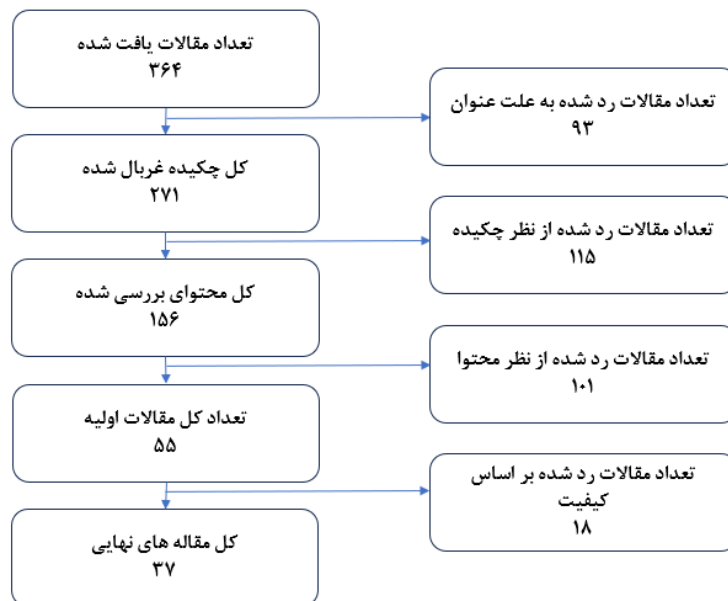 تعداد مقالات یافت شده
۳۶۴
تعداد مقالات رد شده به علت عنوان
۹۳
کل چکیده غربال شده
۲۷۱
تعداد مقالات رد شده از نظر چکیده
۱۱۵
کل محتوای بررسی شده
۱۵۶
تعداد مقالات رد شده از نظر محتوا
۱۰۱
تعداد کل مقالات اولیه
۵۵
تعداد مقالات رد شده بر اساس
کیفیت
۱۸
کل مقاله های نهایی
۳۷